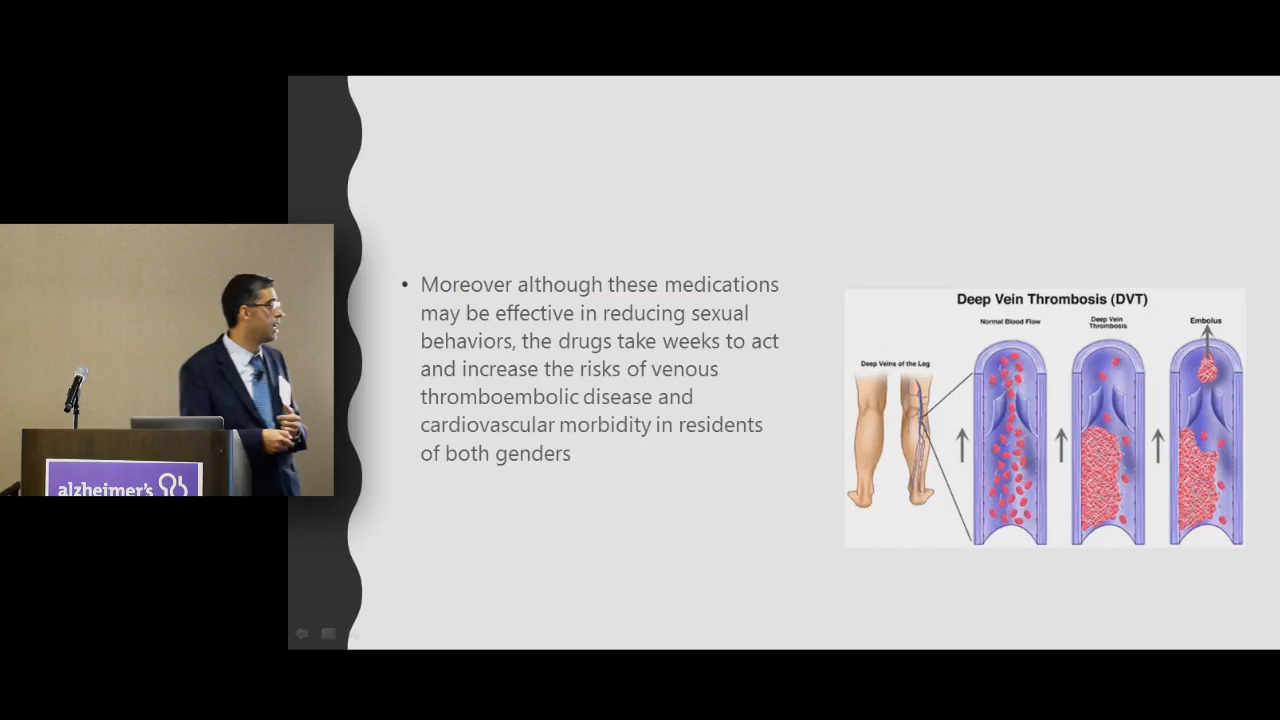 • Moreover although these medications
may be effective in reducing sexual
behaviors, the drugs take weeks to act
and increase the risks of venous
thromboembolic disease and
cardiovascular morbidity in residents
of both genders
Deep Vein Thrombosis (DVT)
Normal Blood Flow
Deep Vein
Thrombosis
Embolus
Deep Veins of the Leg
alzheimer's